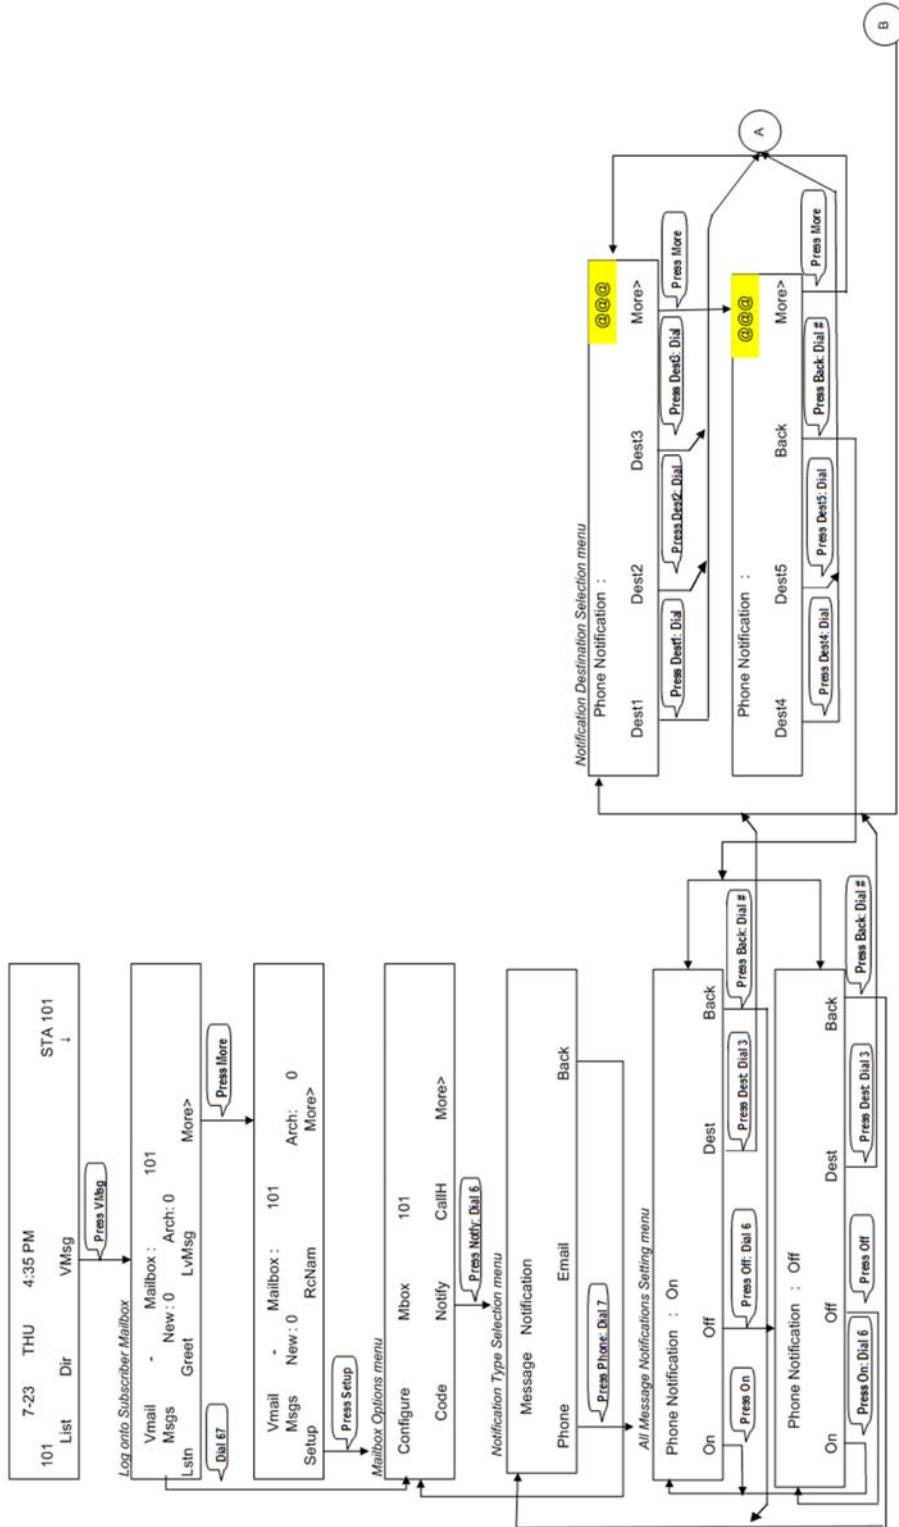 101 7-23 THU 4:35 PM STA 101
List Dir VMsg ↓
Press VMsg
Log onto Subscriber Mailbox
Vmail - Mailbox : 101
Msgs New : 0 Arch: 0
Lstn Greet LvMsg More>
Dial 67
Press More
Vmail - Mailbox : 101
Msgs New : 0 Arch: 0
Setup RcNam More>
Press Setup
Mailbox Options menu
Configure Mbox 101
Code Notify CallH More>
Press Notfy: Dial 6
Notification Type Selection menu
Message Notification
Phone Email Back
Press Phone: Dial 7
All Message Notifications Setting menu
Phone Notification : On
On Off Dest Back
Press On
Press Off: Dial 6
Press Dest: Dial 3
Press Back: Dial #
Phone Notification : Off
On Off Dest Back
Press On: Dial 6
Press Off
Press Dest: Dial 3
Press Back: Dial #
Notification Destination Selection menu
Phone Notification : @@@
Dest1 Dest2 Dest3 More>
Press Dest1: Dial
Press Dest2: Dial
Press Dest3: Dial
Press More
Phone Notification : @@@
Dest4 Dest5 Back More>
Press Dest4: Dial
Press Dest5: Dial
Press Back: Dial #
Press More
A
B